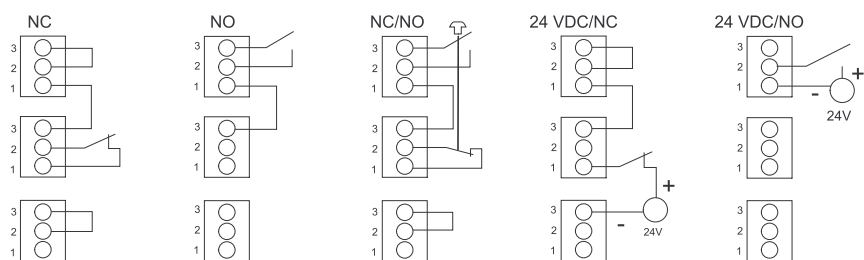 NC NO NC/NO 24 VDC/NC 24 VDC/NO
3 3 3 3 3
2 2 2 2 2 +
1 1 1 1 1 -
24V
3 3 3 3 3
2 2 2 2 2
1 1 1 1 1
+
3 3 3 3 3
2 2 2 - 2 24V 2
1 1 1 1 1